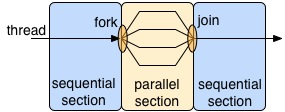 fork
join
thread
sequential
section
parallel
section
sequential
section